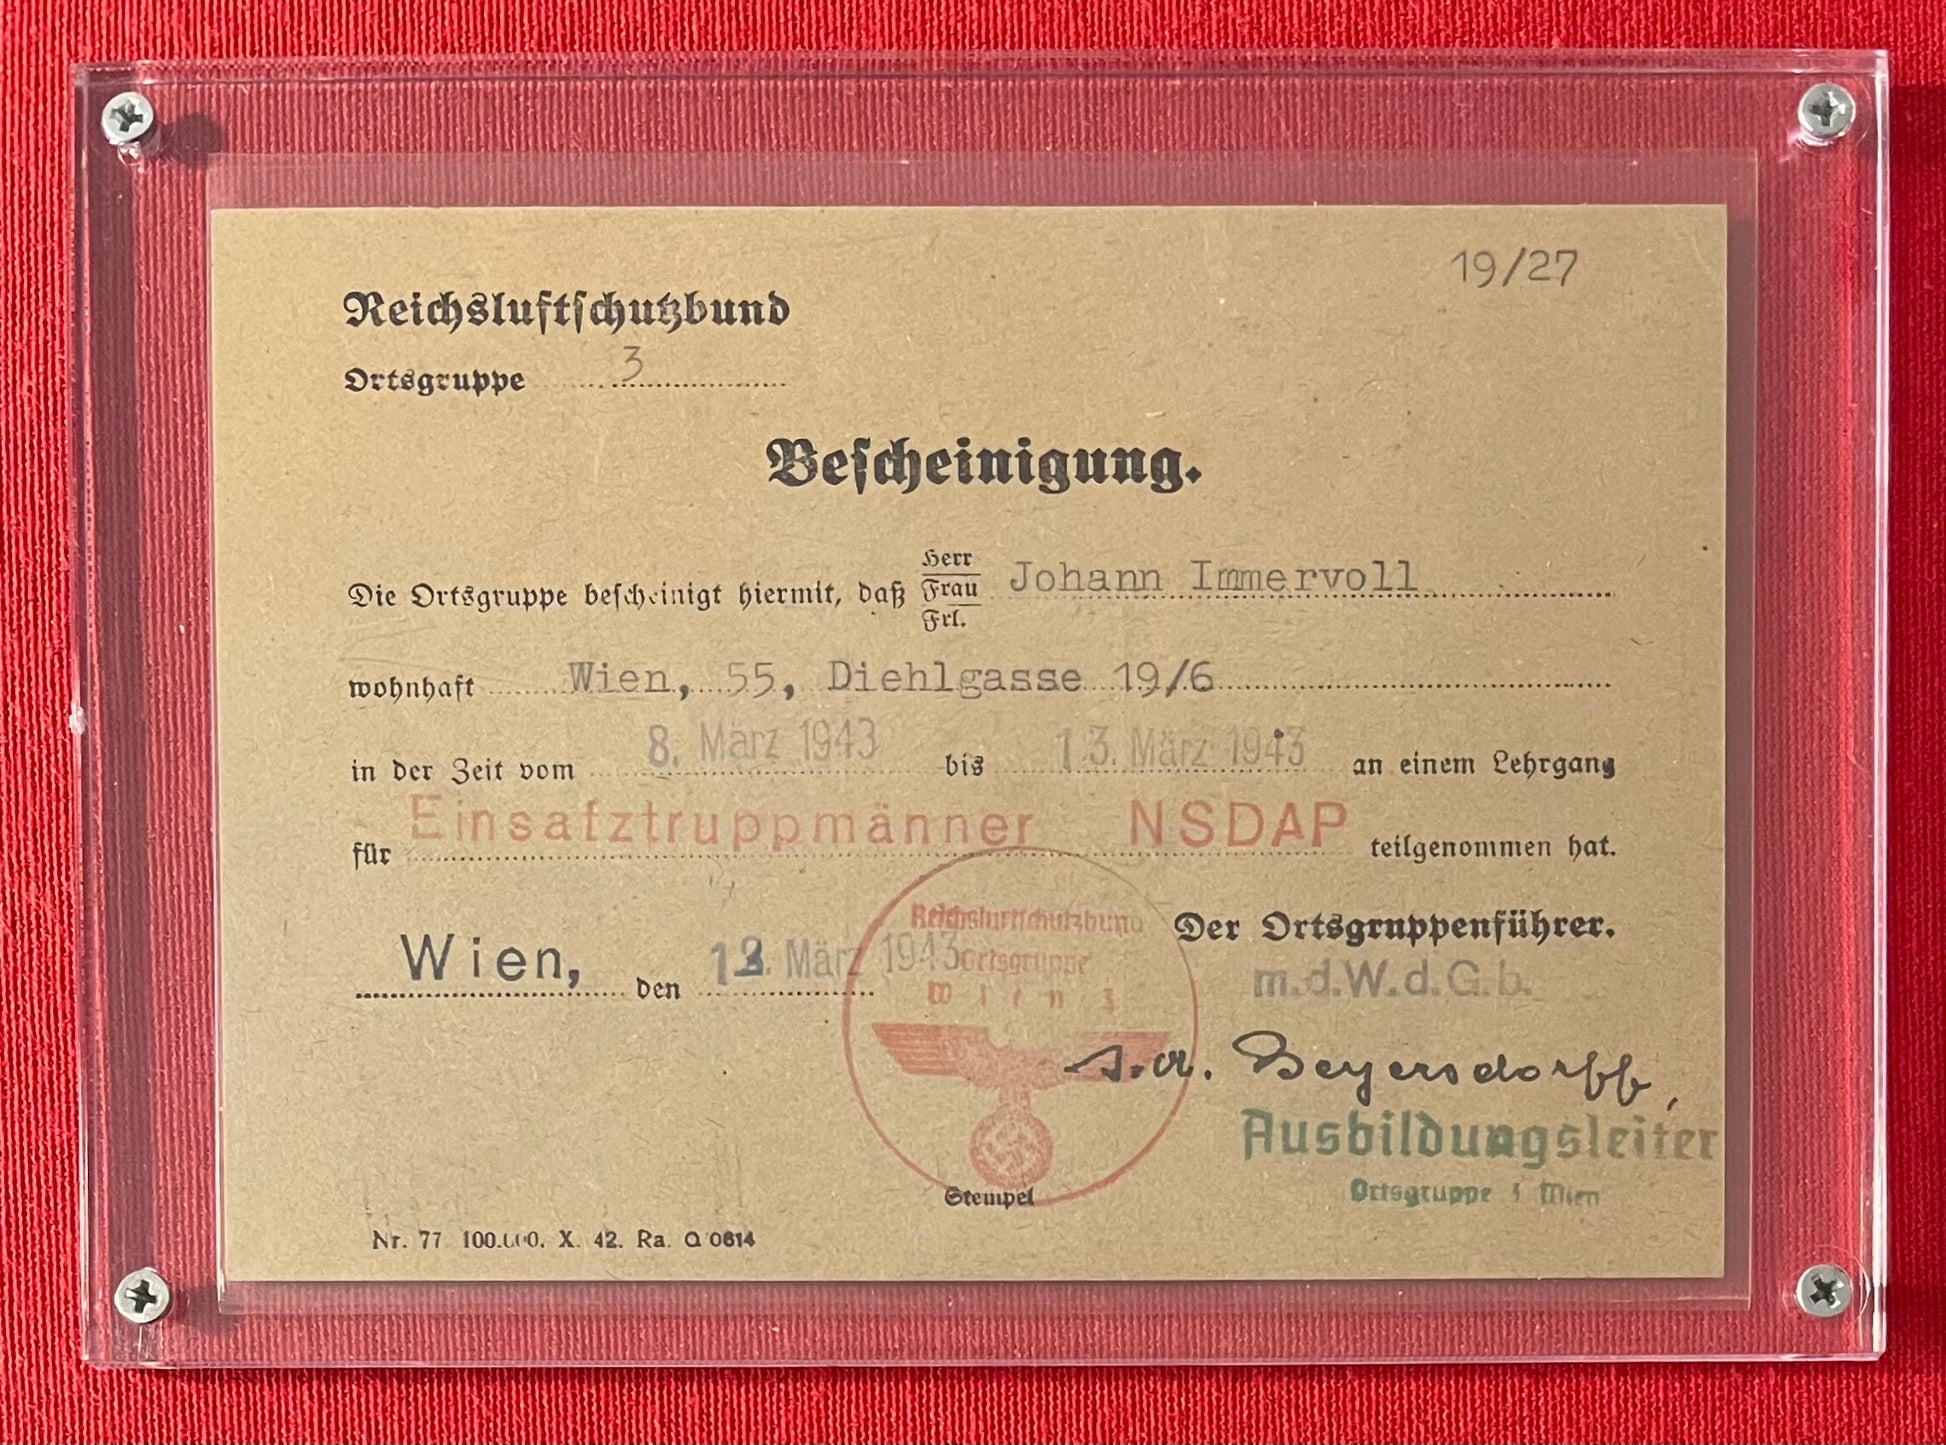 19/27
Reichsluftschutzbund
Ortsgruppe 3
Bescheinigung.
Die Ortsgruppe bescheinigt hiermit, daß Herr Frau Frl. Johann Immervoll
wohnhaft Wien, 55, Diehlgasse 19/6
in der Zeit vom 8. März 1943 bis 13. März 1943 an einem Lehrgang
für Einsatztruppmänner NSDAP teilgenommen hat.
Wien, den 13. März 1943
Reichsluftschutzbund
Ortsgruppe
Wien 3
Der Ortsgruppenführer.
m.d.W.d.G.b.
Beyersdorff,
Ausbildungsleiter
Ortsgruppe 3 Wien
Stempel
Nr. 77 100.000. X. 42. Ra. Q 0614